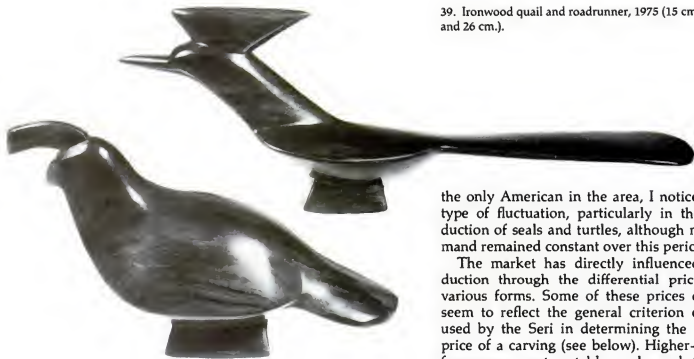 39. Ironwood quail and roadrunner, 1975 (15 cm
and 26 cm.).
the only American in the area, I notice
type of fluctuation, particularly in th
duction of seals and turtles, although
mand remained constant over this peri
The market has directly influenced
duction through the differential pric
various forms. Some of these prices
seem to reflect the general criterion
used by the Seri in determining the
price of a carving (see below). Higher-